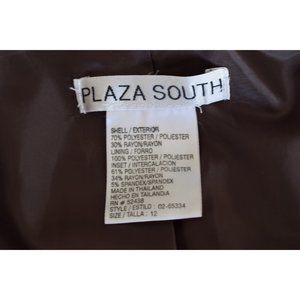 PLAZA SOUTH
SHELL / EXTERIOR
70% POLYESTER / POLIESTER
30% RAYON/RAYON
LINING / FORRO
100% POLYESTER / POLIESTER
INSET / INTERCALACION
61% POLYESTER / POLIESTER
34% RAYON/RAYON
5% SPANDEX/SPANDEX
MADE IN THAILAND
HECHO EN TAILANDIA
RN # 52438
STYLE / ESTILO : 02-65334
SIZE / TALLA : 12